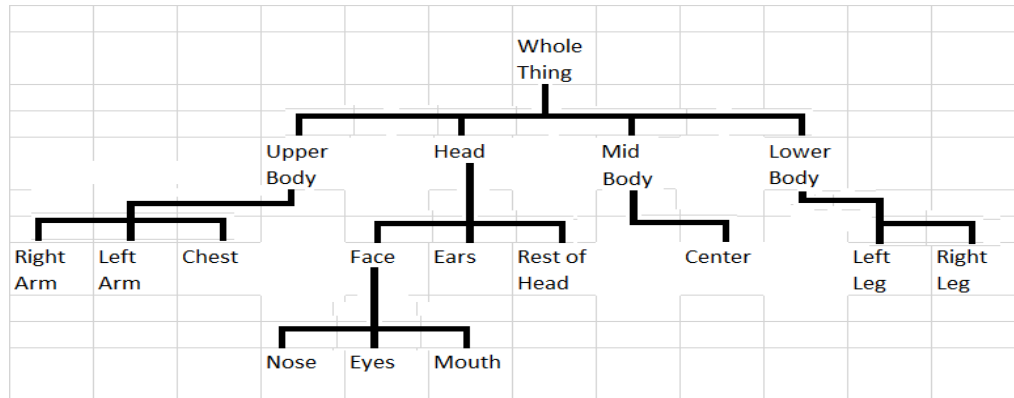 Whole
Thing
Upper
Body
Head
Mid
Body
Lower
Body
Right
Arm
Left
Arm
Chest
Face
Ears
Rest of
Head
Center
Left
Leg
Right
Leg
Nose
Eyes
Mouth